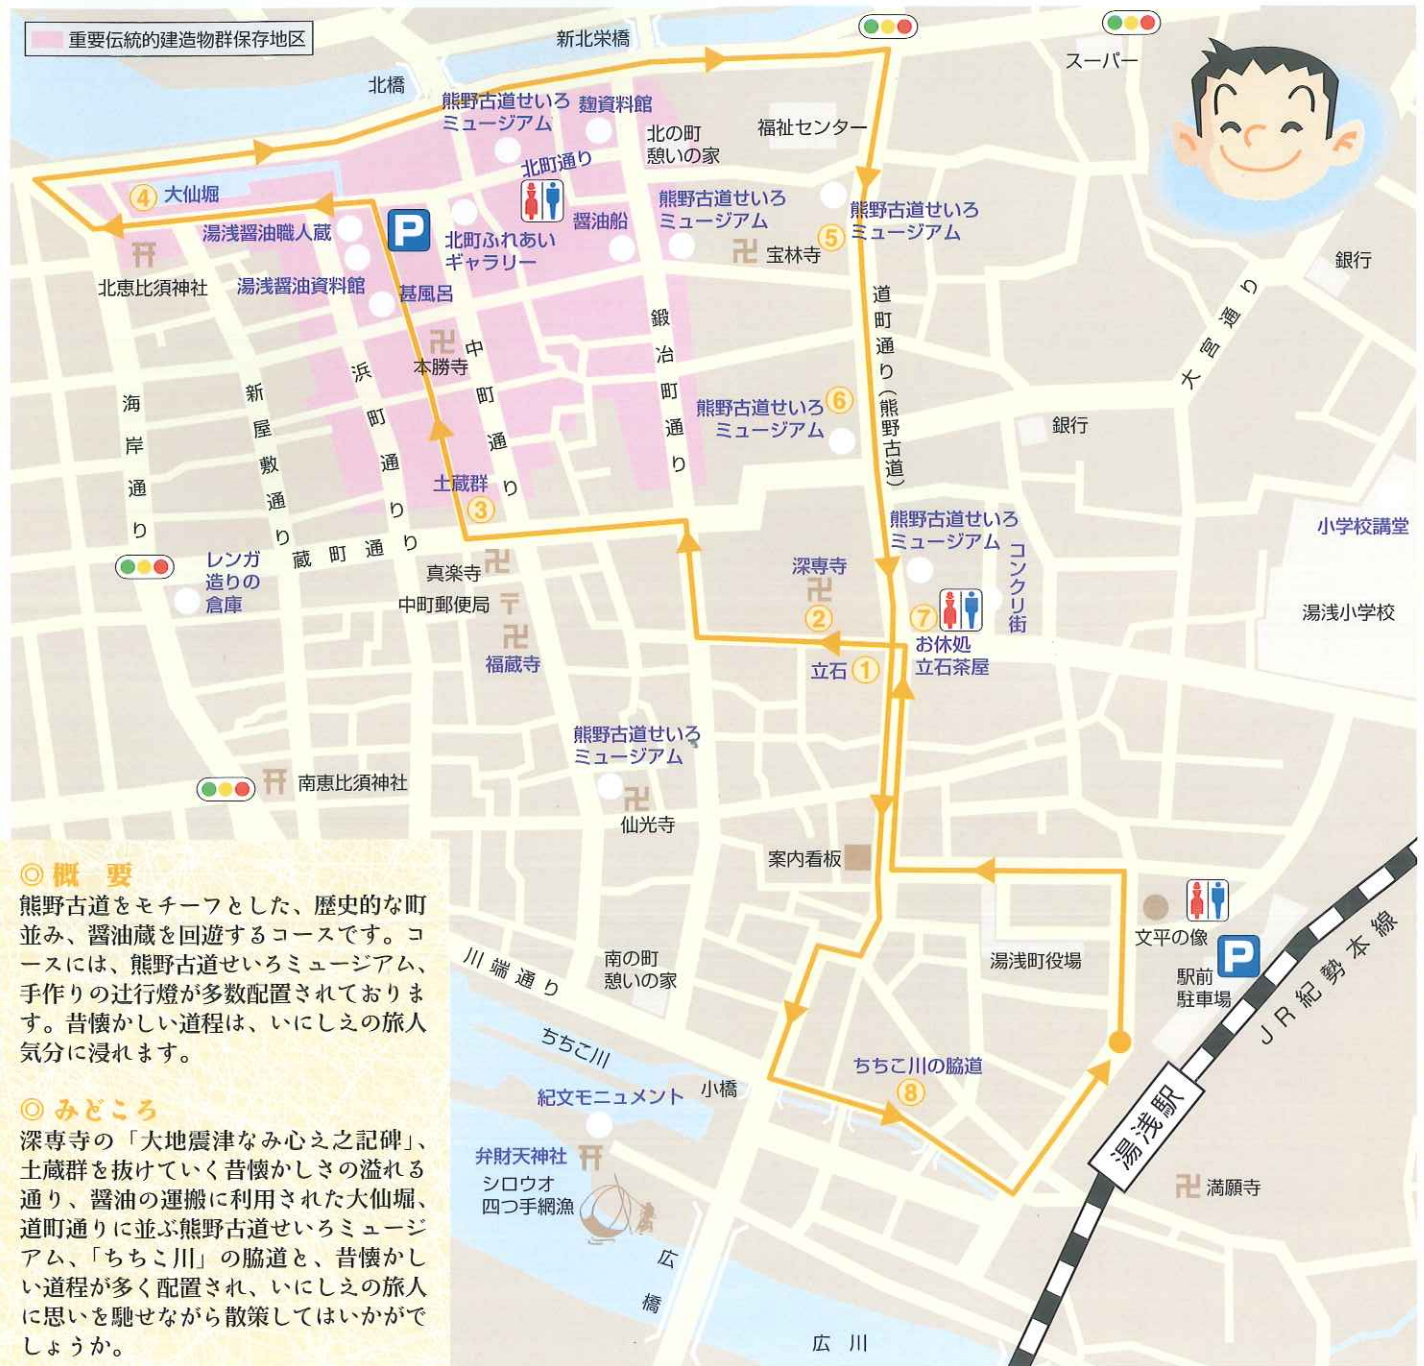 重要伝統的建造物群保存地区
新北栄橋
北橋
スーパー
熊野古道せいろ
ミュージアム
麹資料館
北の町
憩いの家
福祉センター
北町通り
④
大仙堀
湯浅醤油職人蔵
P
北町ふれあい
ギャラリー
醤油船
熊野古道せいろ
ミュージアム
熊野古道せいろ
ミュージアム
⑤
宝林寺
銀行
北恵比須神社
湯浅醤油資料館
甚風呂
本勝寺
道町通り(熊野古道)
大宮通り
鍛冶町通り
中町通り
浜町通り
新屋敷通り
海岸通り
熊野古道せいろ
ミュージアム
⑥
銀行
土蔵群
③
熊野古道せいろ
ミュージアム
小学校講堂
コンクリ街
蔵町通り
レンガ
造りの
倉庫
真楽寺
中町郵便局
〒
深専寺
②
⑦
湯浅小学校
福蔵寺
お休処
立石茶屋
立石
①
熊野古道せいろ
ミュージアム
南恵比須神社
仙光寺
案内看板
文平の像
湯浅町役場
P
駅前
駐車場
JR紀勢本線
南の町
憩いの家
川端通り
ちちこ川
ちちこ川の脇道
⑧
小橋
紀文モニュメント
湯浅駅
弁財天神社
シロウオ
四つ手網漁
満願寺
広橋
広川
◎概 要
熊野古道をモチーフとした、歴史的な町
並み、醤油蔵を回遊するコースです。コ
ースには、熊野古道せいろミュージアム、
手作りの辻行燈が多数配置されておりま
す。昔懐かしい道程は、いにしえの旅人
気分に浸れます。
◎みどころ
深専寺の「大地震津なみ心え之記碑」、
土蔵群を抜けていく昔懐かしさの溢れる
通り、醤油の運搬に利用された大仙堀、
道町通りに並ぶ熊野古道せいろミュージ
アム、「ちちこ川」の脇道と、昔懐かし
い道程が多く配置され、いにしえの旅人
に思いを馳せながら散策してはいかがで
しょうか。